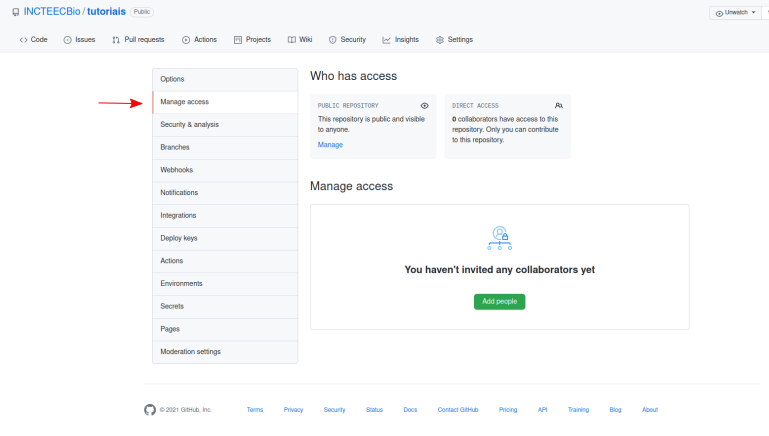 INCTEECBio / tutoriais Public
Unwatch
Code Issues Pull requests Actions Projects Wiki Security Insights Settings
Options
Manage access
Security & analysis
Branches
Webhooks
Notifications
Integrations
Deploy keys
Actions
Environments
Secrets
Pages
Moderation settings
Who has access
PUBLIC REPOSITORY
This repository is public and visible
to anyone.
Manage
DIRECT ACCESS
0 collaborators have access to this
repository. Only you can contribute
to this repository.
Manage access
You haven't invited any collaborators yet
Add people
© 2021 GitHub, Inc. Terms Privacy Security Status Docs Contact GitHub Pricing API Training Blog About